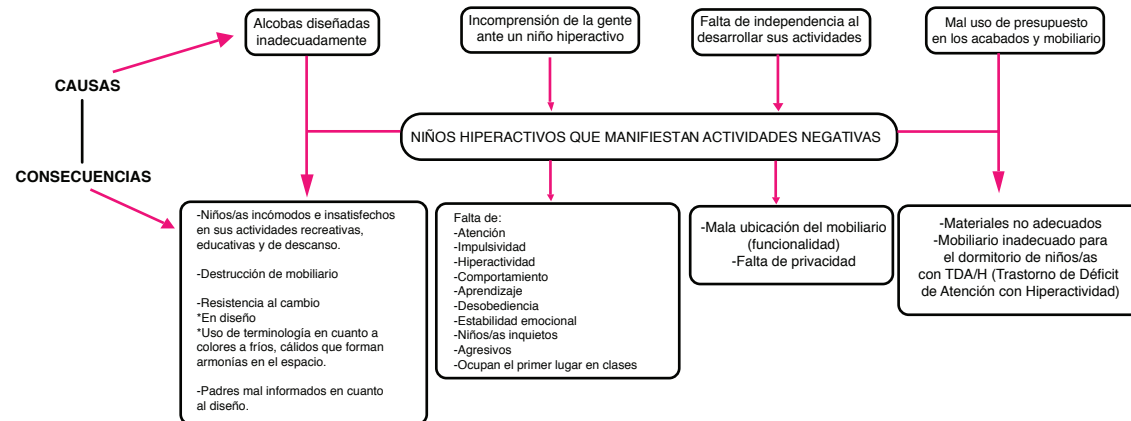 Alcobas diseñadas
inadecuadamente
Incomprensión de la gente
ante un niño hiperactivo
Falta de independencia al
desarrollar sus actividades
Mal uso de presupuesto
en los acabados y mobiliario
CAUSAS
NIÑOS HIPERACTIVOS QUE MANIFIESTAN ACTIVIDADES NEGATIVAS
CONSECUENCIAS
-Niños/as incómodos e insatisfechos
en sus actividades recreativas,
educativas y de descanso.
-Destrucción de mobiliario
-Resistencia al cambio
*En diseño
*Uso de terminología en cuanto a
colores a fríos, cálidos que forman
armonías en el espacio.
-Padres mal informados en cuanto
al diseño.
Falta de:
-Atención
-Impulsividad
-Hiperactividad
-Comportamiento
-Aprendizaje
-Desobediencia
-Estabilidad emocional
-Niños/as inquietos
-Agresivos
-Ocupan el primer lugar en clases
-Mala ubicación del mobiliario
(funcionalidad)
-Falta de privacidad
-Materiales no adecuados
-Mobiliario inadecuado para
el dormitorio de niños/as
con TDA/H (Trastorno de Déficit
de Atención con Hiperactividad)